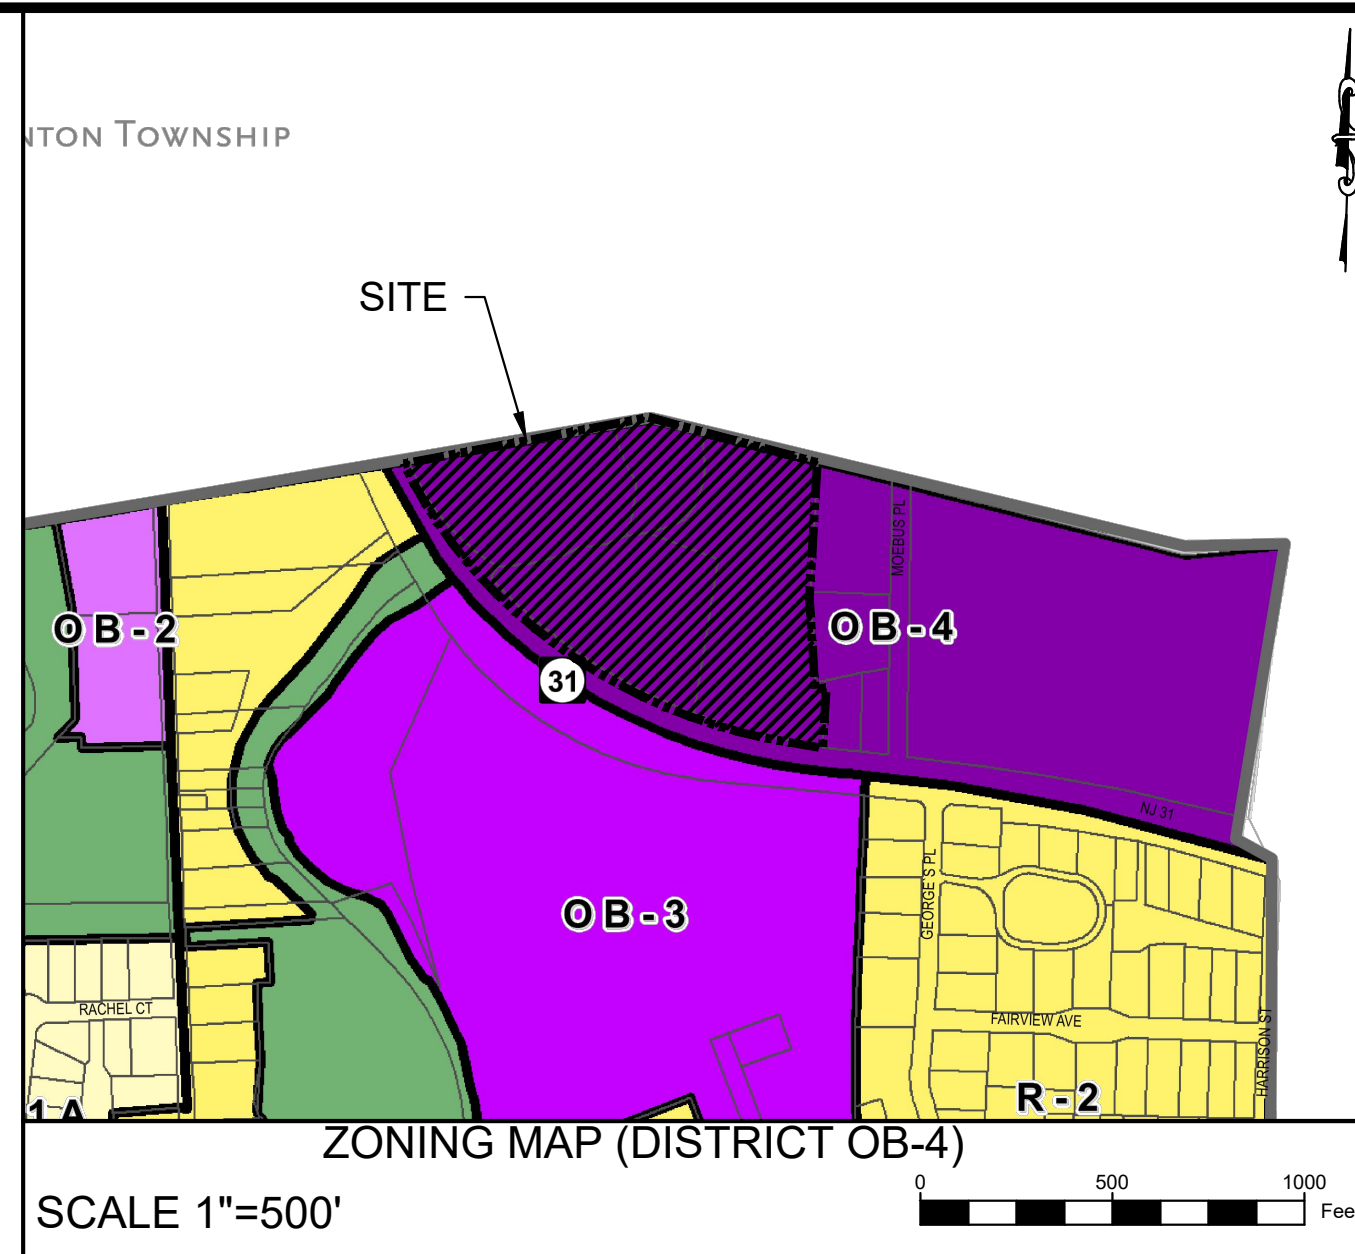 NTON TOWNSHIP
SITE
MOEBUS PL
OB-2
OB-4
31
NJ 31
GEORGE'S PL
OB-3
RACHEL CT
FAIRVIEW AVE
HARRISON ST
R-2
1A
ZONING MAP (DISTRICT OB-4)
0 500 1000
SCALE 1"=500'
Fee